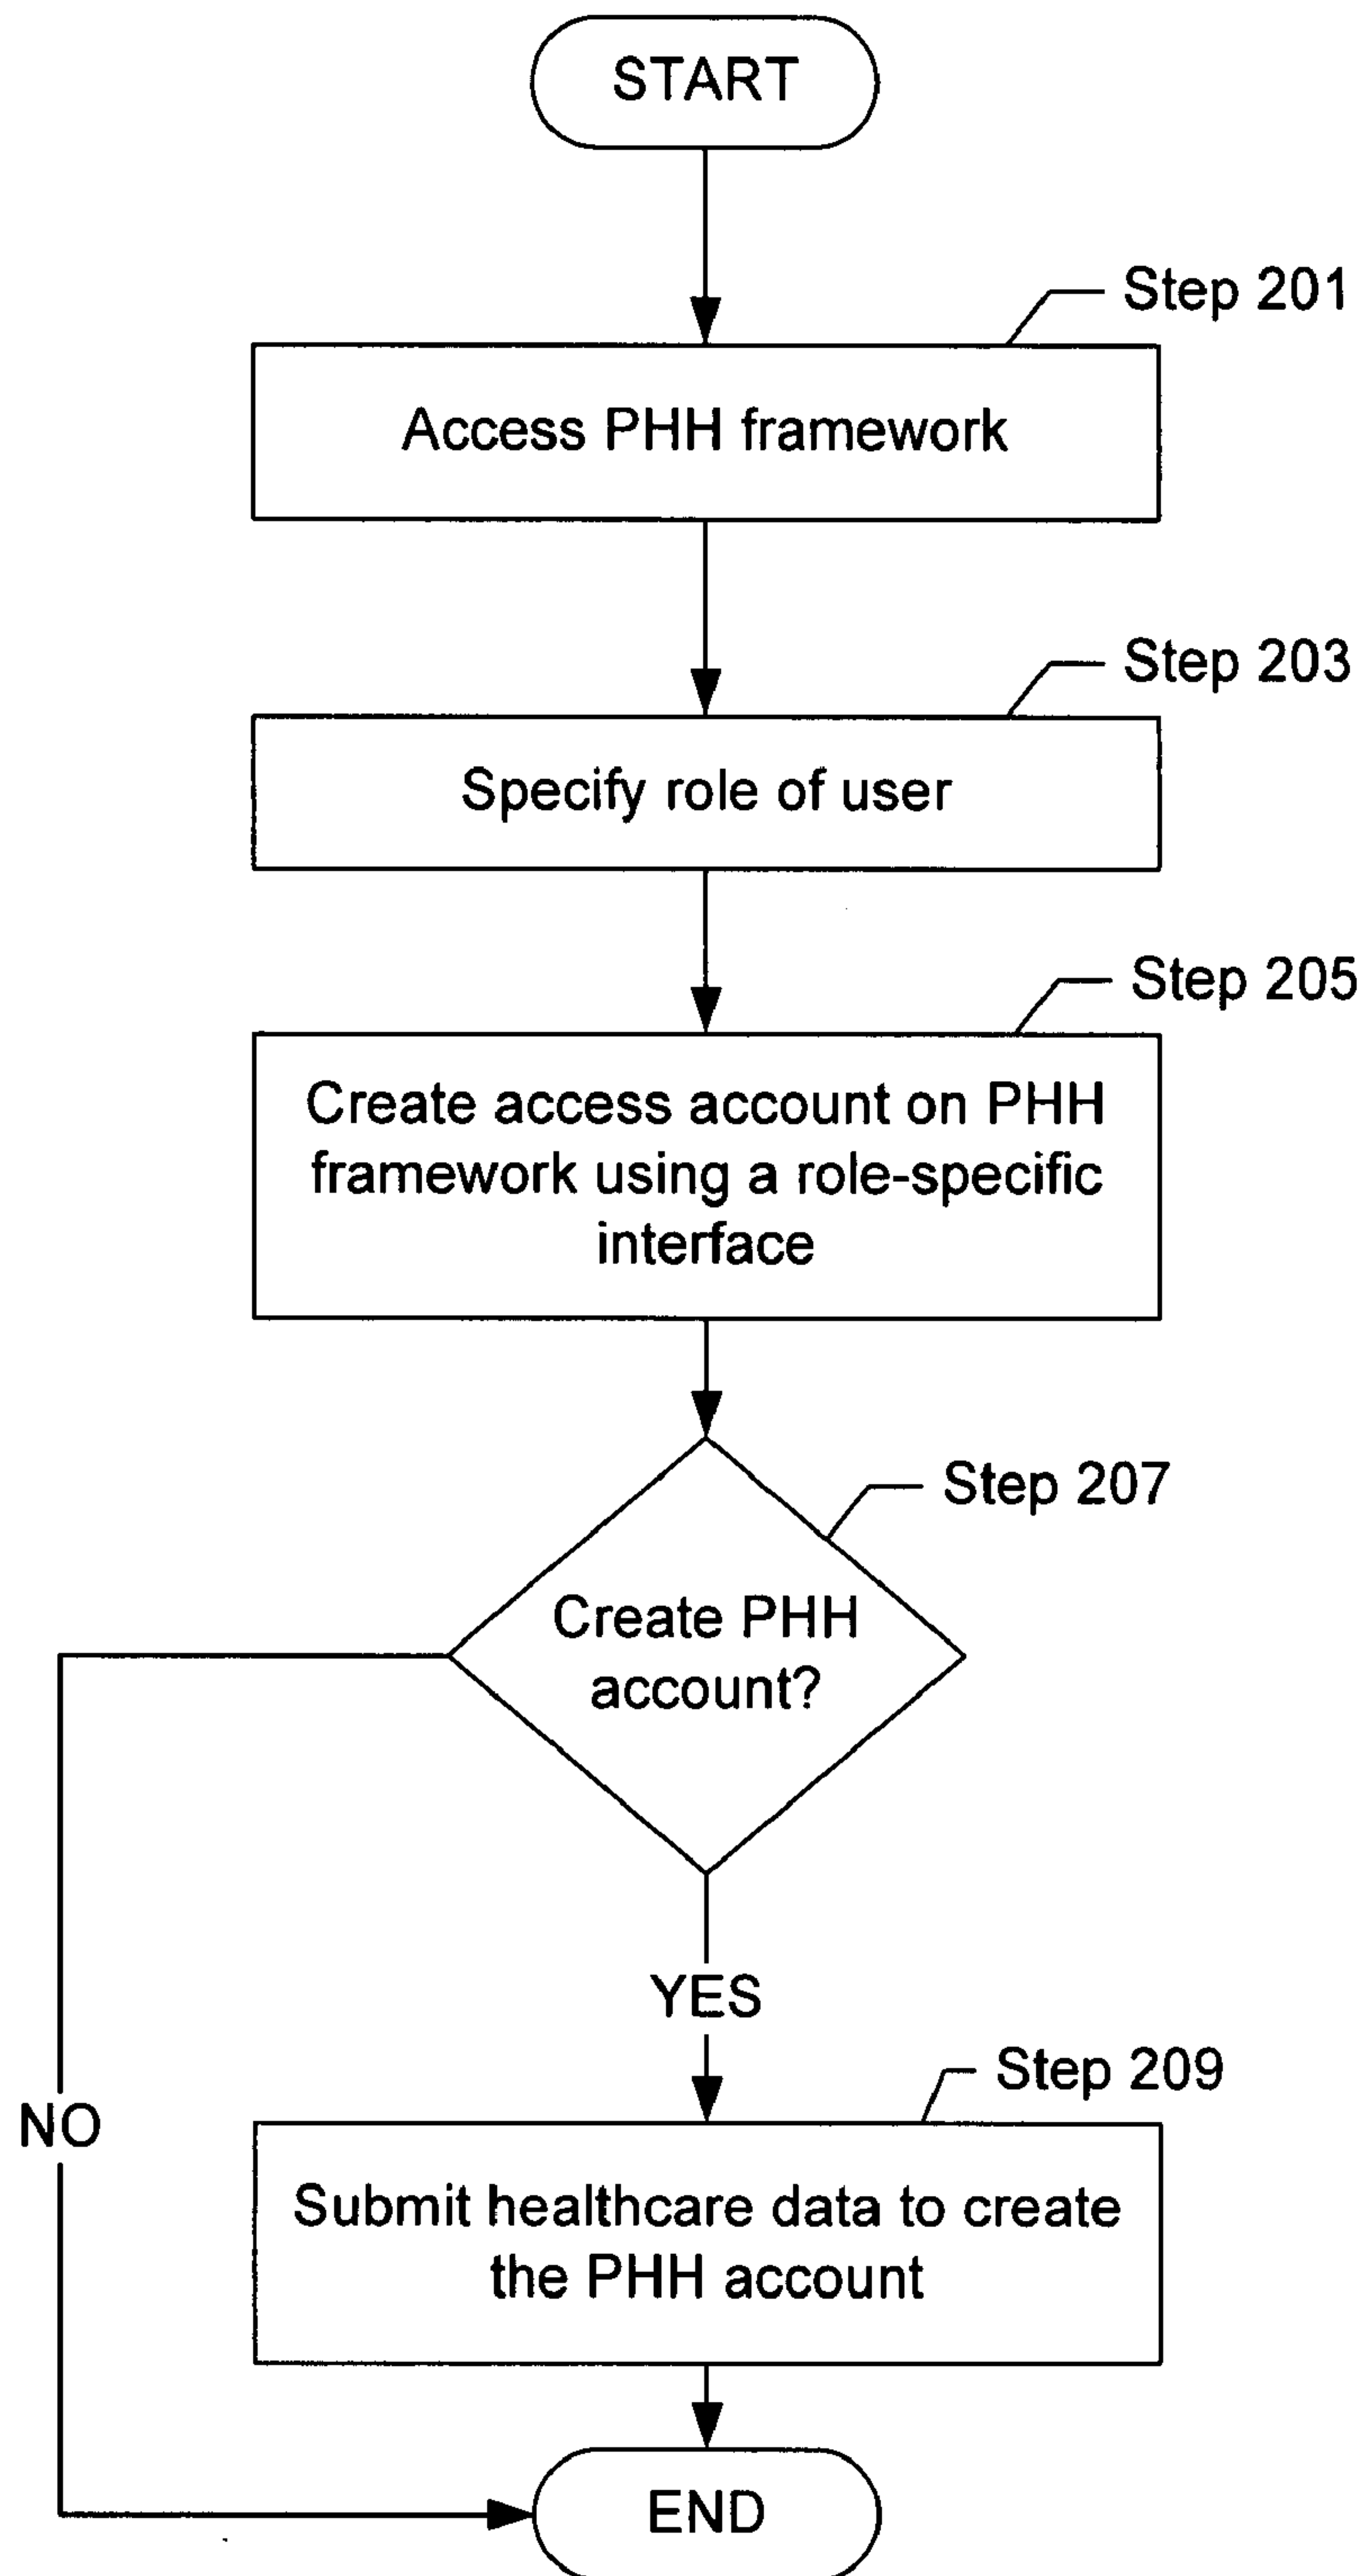 START
Step 201
Access PHH framework
Step 203
Specify role of user
Step 205
Create access account on PHH
framework using a role-specific
interface
Step 207
Create PHH
account?
YES
Step 209
NO
Submit healthcare data to create
the PHH account
END